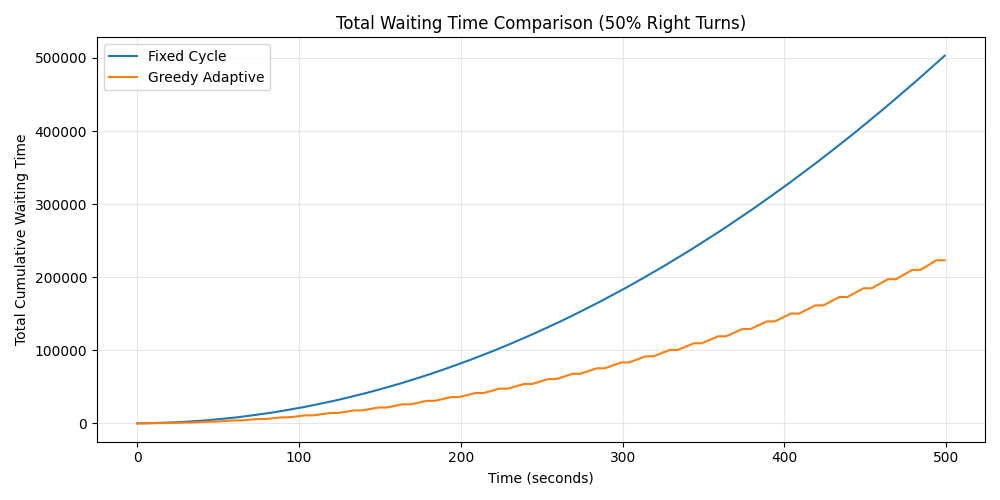 Total Waiting Time Comparison (50% Right Turns)
Fixed Cycle
Greedy Adaptive
Total Cumulative Waiting Time
500000
400000
300000
200000
100000
0
0 100 200 300 400 500
Time (seconds)